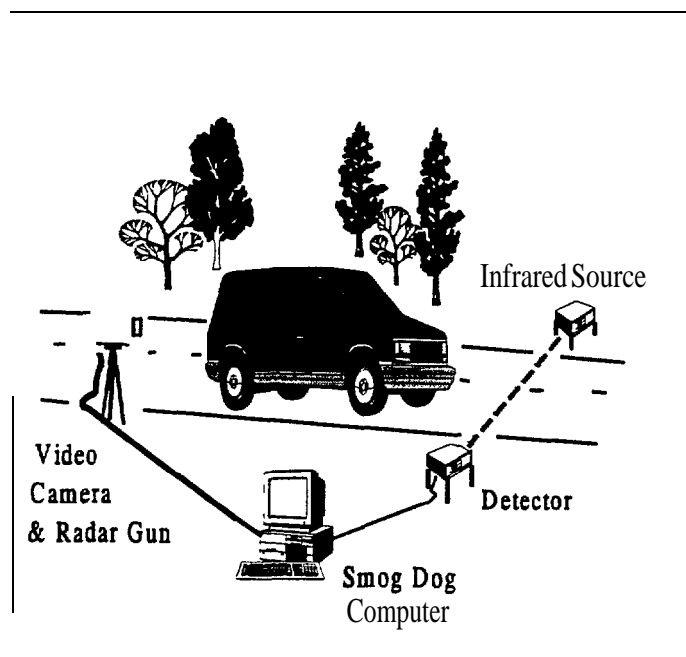 Infrared Source
Video
Camera
& Radar Gun
Detector
Smog Dog
Computer